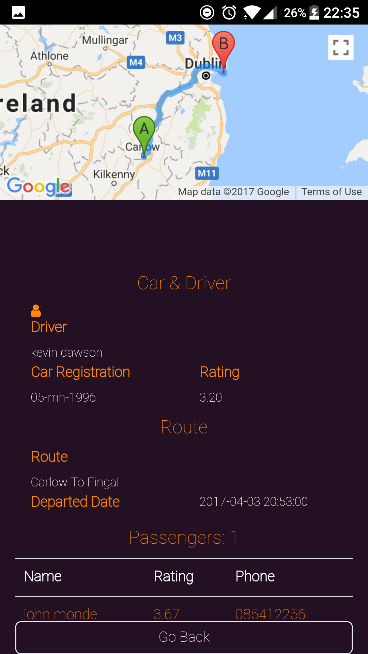 26% 22:35
Mullingar
M3
Athlone
M4
B
Dublin
reland
A
Carlow
Kilkenny
M11
Google
Map data ©2017 Google
Terms of Use
Car & Driver
Driver
kevin dawson
Car Registration Rating
05-mh-1996 3.20
Route
Route
Carlow To Fingal
Departed Date 2017-04-03 20:53:00
Passengers: 1
Name Rating Phone
john monde 3.67 085412256
Go Back